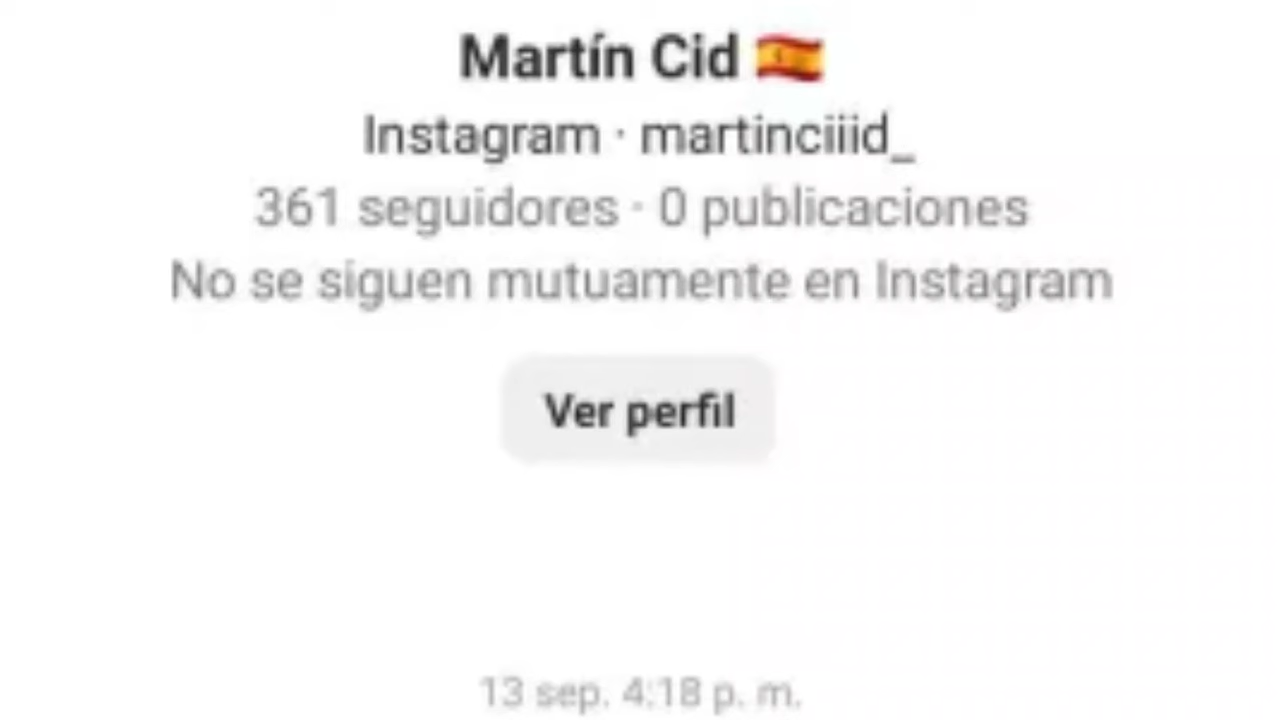 Martín Cid 🇪🇸
Instagram · martinciiid_
361 seguidores · 0 publicaciones
No se siguen mutuamente en Instagram
Ver perfil
13 sep. 4:18 p. m.